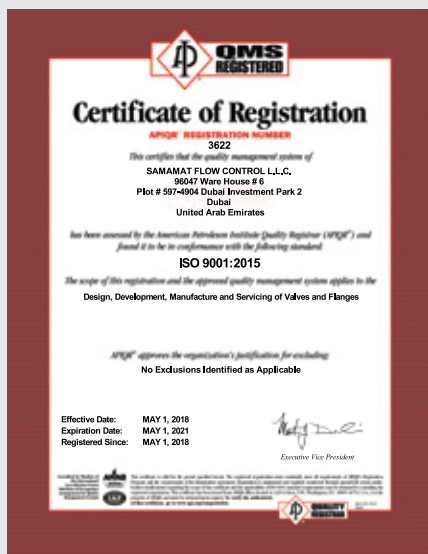 QMS
REGISTERED
Certificate of Registration
APIQR® REGISTRATION NUMBER
3622
This certifies that the quality management system of
SAMAMAT FLOW CONTROL L.L.C.
96047 Ware House # 6
Plot # 597-4904 Dubai Investment Park 2
Dubai
United Arab Emirates
has been assessed by the American Petroleum Institute Quality Registrar (APIQR®) and
found it to be in conformance with the following standard:
ISO 9001:2015
The scope of this registration and the approved quality management system applies to the
Design, Development, Manufacture and Servicing of Valves and Flanges
APIQR® approves the organization's justification for excluding:
No Exclusions Identified as Applicable
Effective Date: MAY 1, 2018
Expiration Date: MAY 1, 2021
Registered Since: MAY 1, 2018
Executive Vice President
QUALITY
REGISTRAR